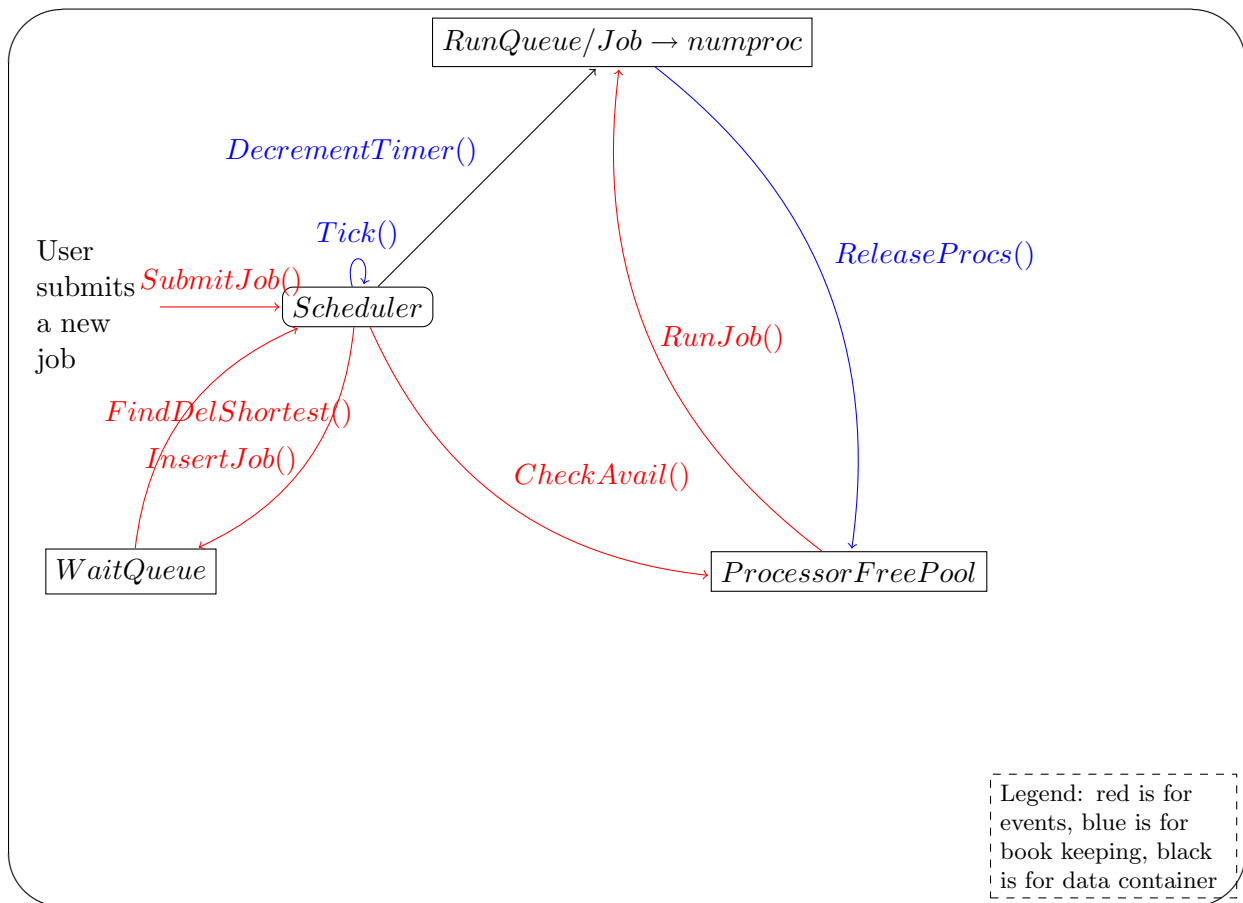 RunQueue/Job → numproc
DecrementTimer()
Tick()
User
submits
a new
job
SubmitJob()
Scheduler
ReleaseProcs()
RunJob()
FindDelShortest()
InsertJob()
CheckAvail()
WaitQueue
ProcessorFreePool
Legend: red is for
events, blue is for
book keeping, black
is for data container